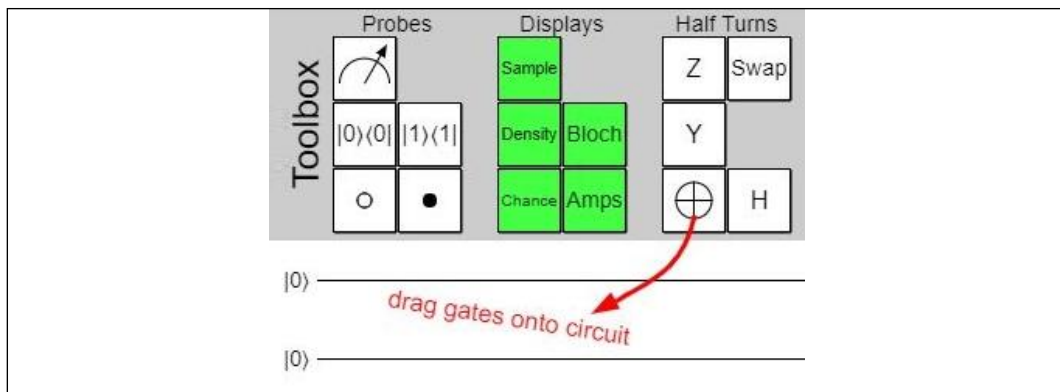 Probes Displays Half Turns
Toolbox
Sample Z Swap
|0⟩⟨0| |1⟩⟨1| Density Bloch Y
Chance Amps H
|0⟩
drag gates onto circuit
|0⟩